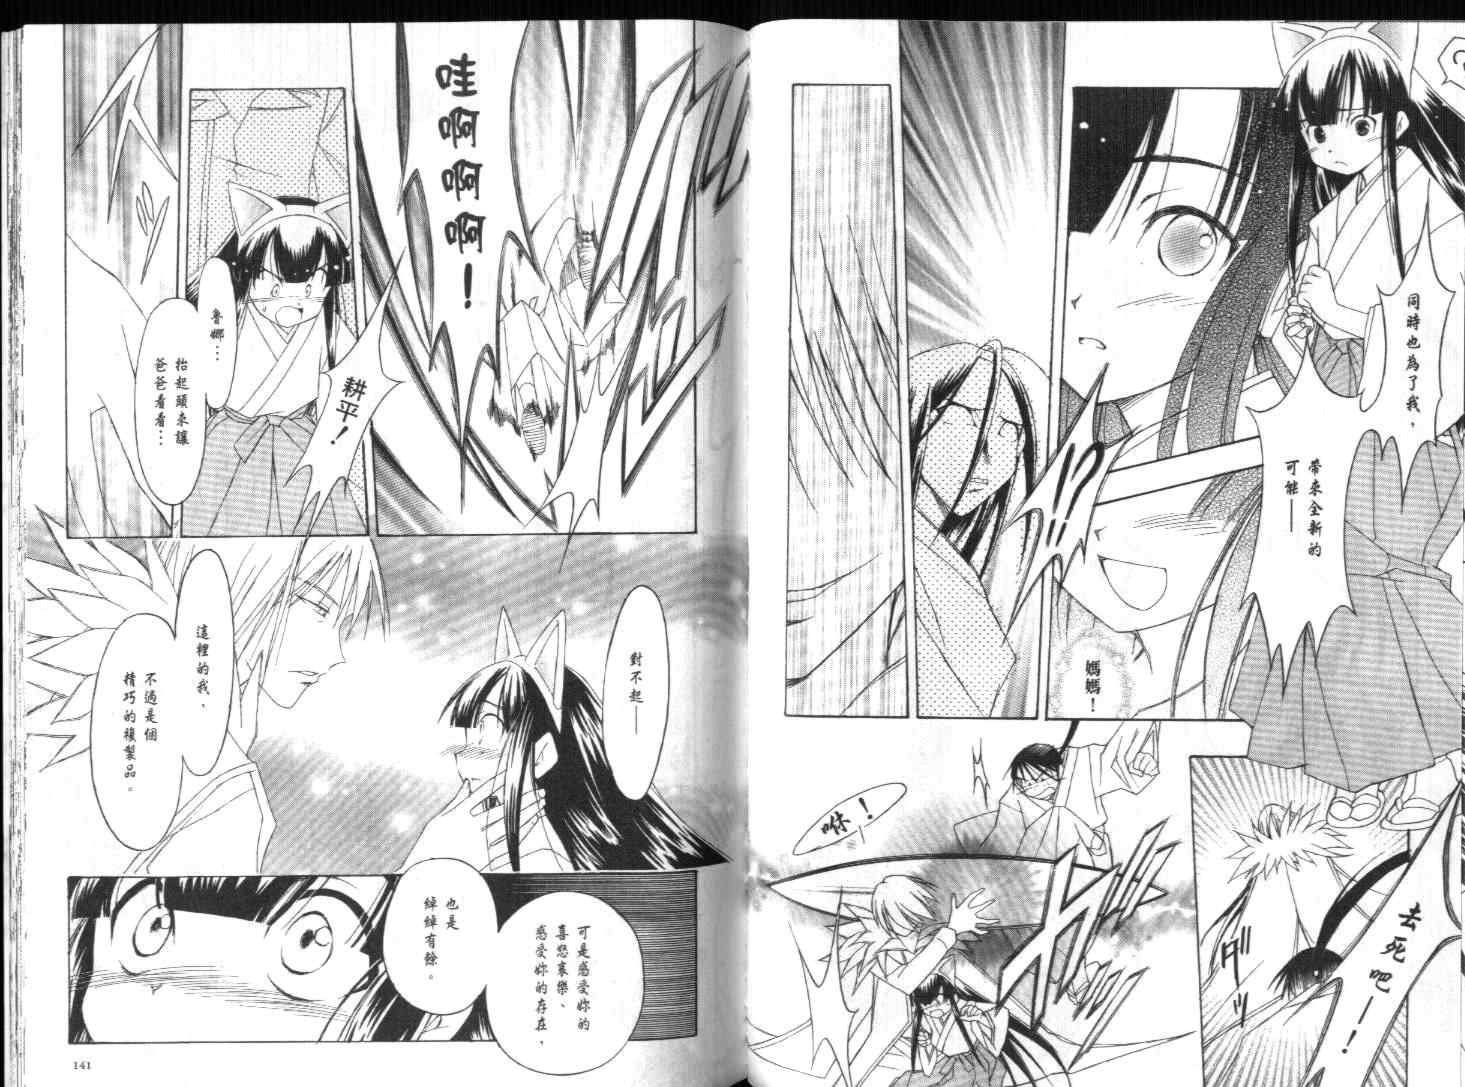 ?
同時也為了我、
帶來全新的
可能——
!?
媽媽！
咻！
去死吧——！
哇啊啊啊啊！
耕平！
魯娜…
抬起頭來讓
爸爸看看…
對不起——
這裡的我、
不過是個
精巧的複製品。
可是感受妳的
喜怒哀樂、
感受妳的存在，
也是
綽綽有餘。
141